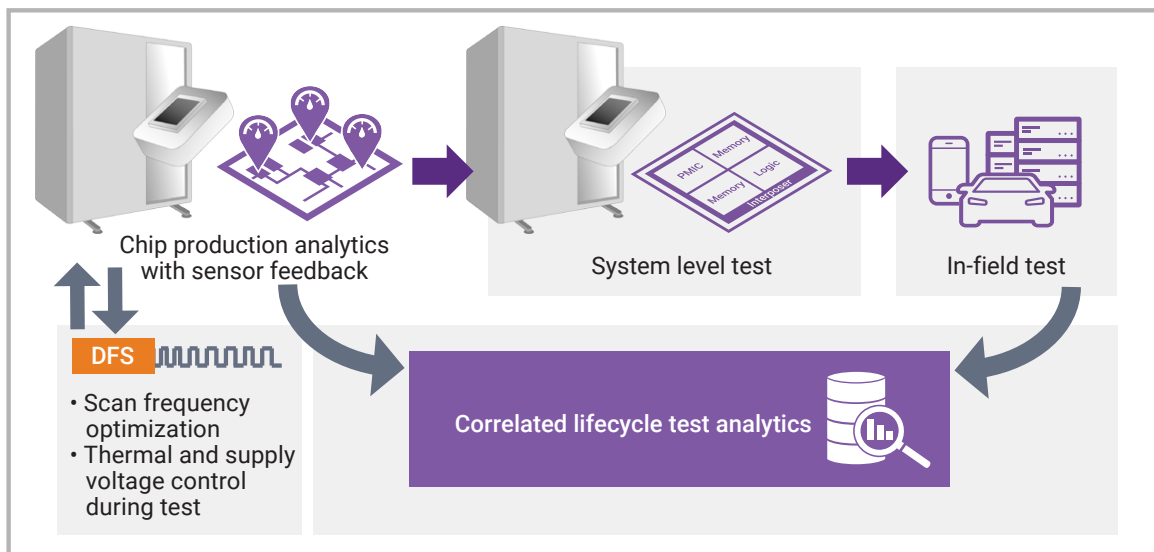 PMIC
Memory
Memory
Logic
Interposer
Chip production analytics
with sensor feedback
System level test
In-field test
DFS
• Scan frequency
optimization
• Thermal and supply
voltage control
during test
Correlated lifecycle test analytics